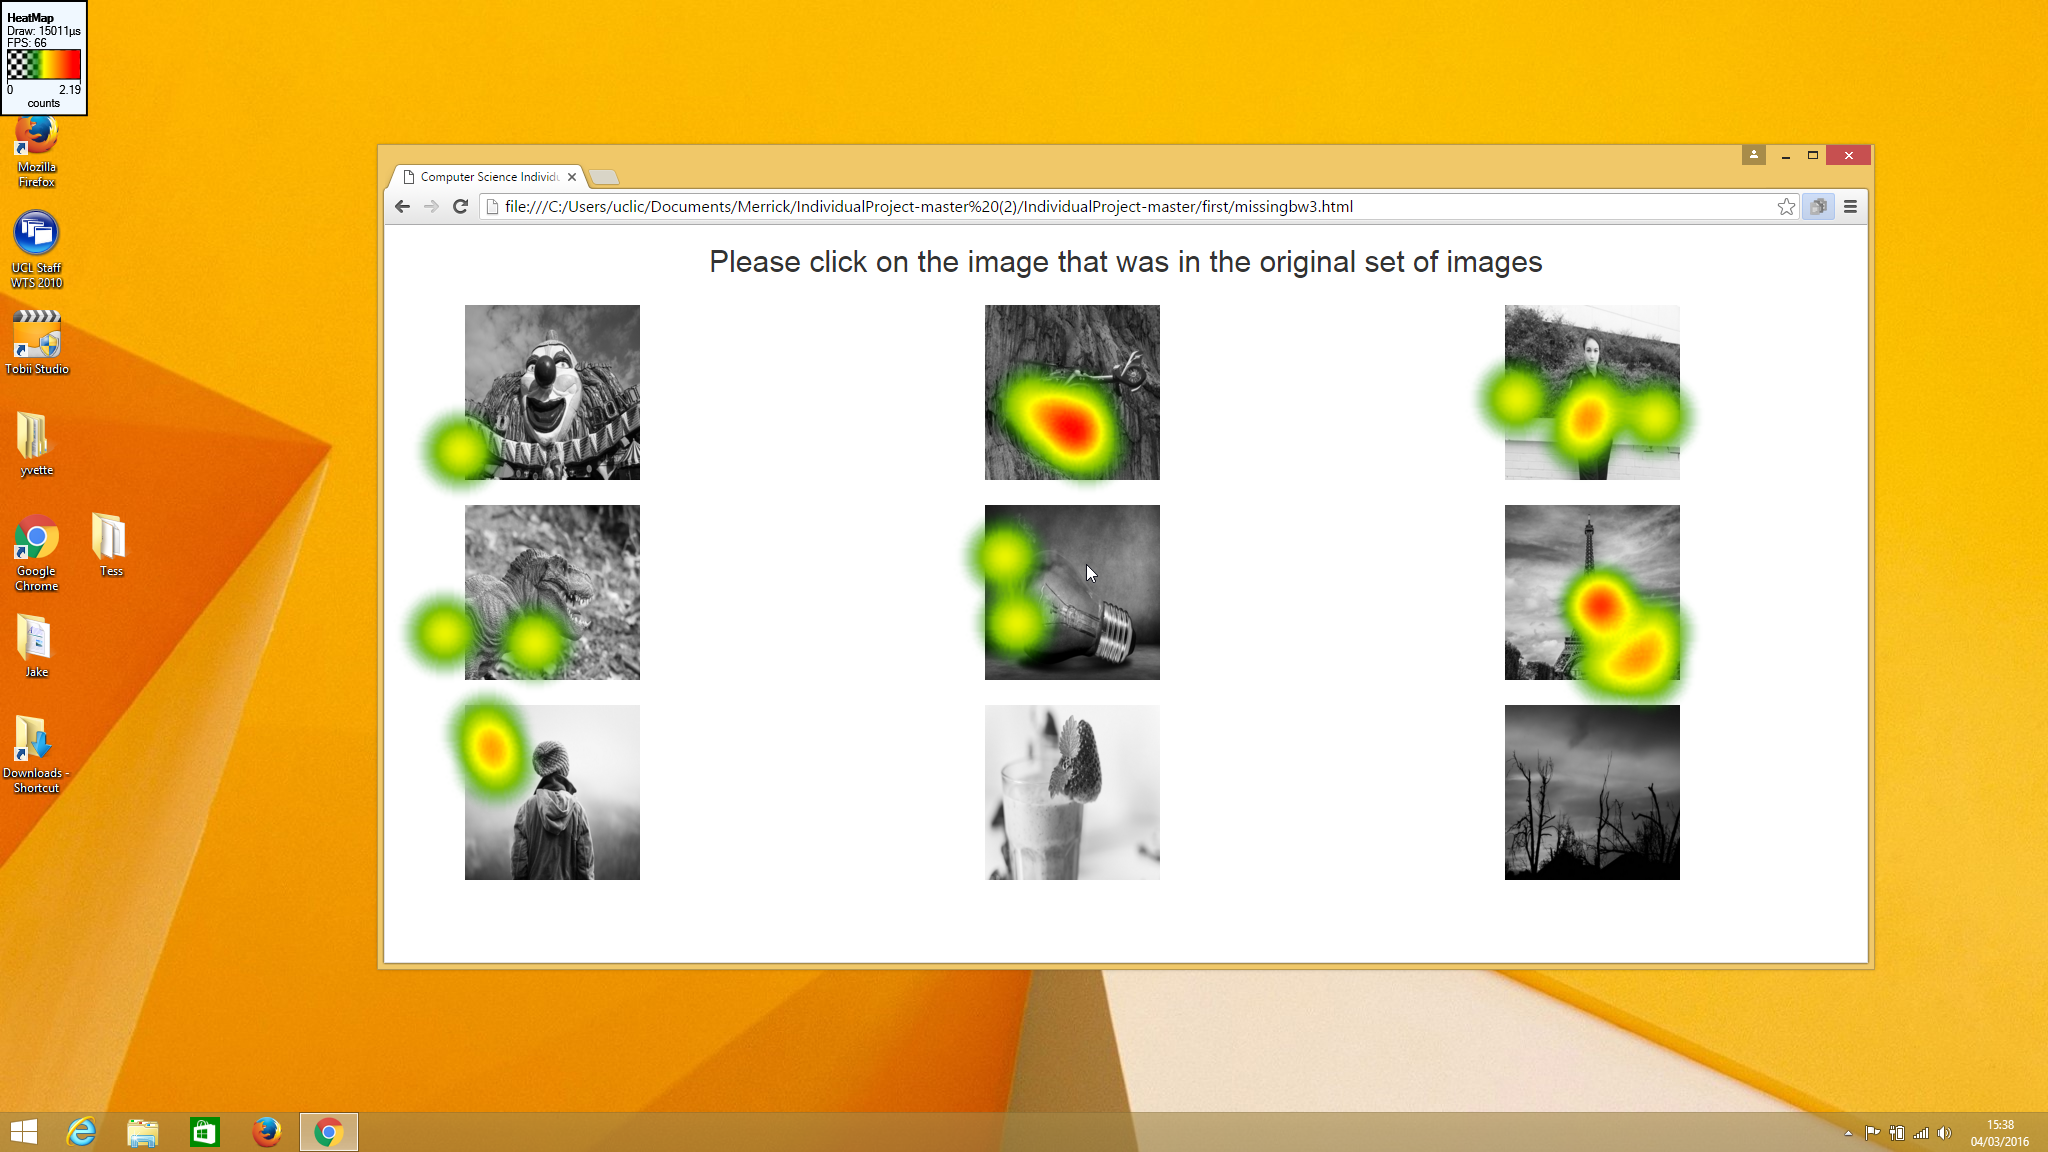 HeatMap
Draw: 15011µs
FPS: 66
0 2.19
counts
Mozilla
Firefox
UCL Staff
WTS 2010
Tobii Studio
yvette
Google
Chrome
Tess
Jake
Downloads -
Shortcut
Computer Science Individu
file:///C:/Users/uclic/Documents/Merrick/IndividualProject-master%20(2)/IndividualProject-master/first/missingbw3.html
Please click on the image that was in the original set of images
15:38
04/03/2016